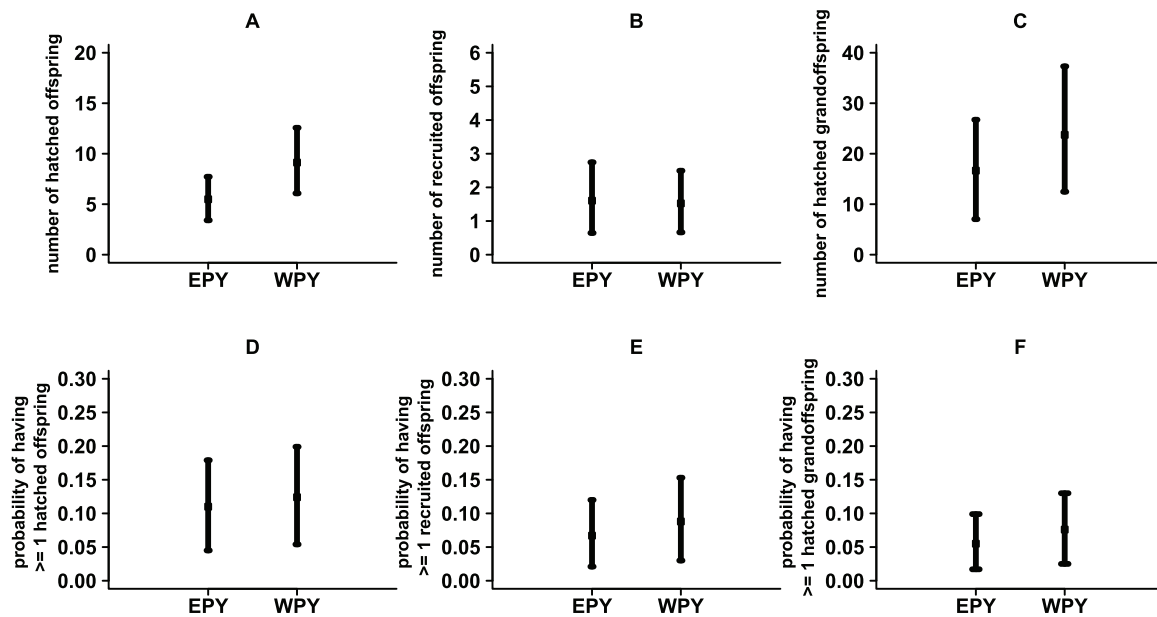 A
number of hatched offspring
20
15
10
5
0
EPY WPY
B
number of recruited offspring
6
5
4
3
2
1
0
EPY WPY
C
number of hatched grandoffspring
40
30
20
10
0
EPY WPY
D
probability of having
>= 1 hatched offspring
0.30
0.25
0.20
0.15
0.10
0.05
0.00
EPY WPY
E
probability of having
>= 1 recruited offspring
0.30
0.25
0.20
0.15
0.10
0.05
0.00
EPY WPY
F
probability of having
>= 1 hatched grandoffspring
0.30
0.25
0.20
0.15
0.10
0.05
0.00
EPY WPY